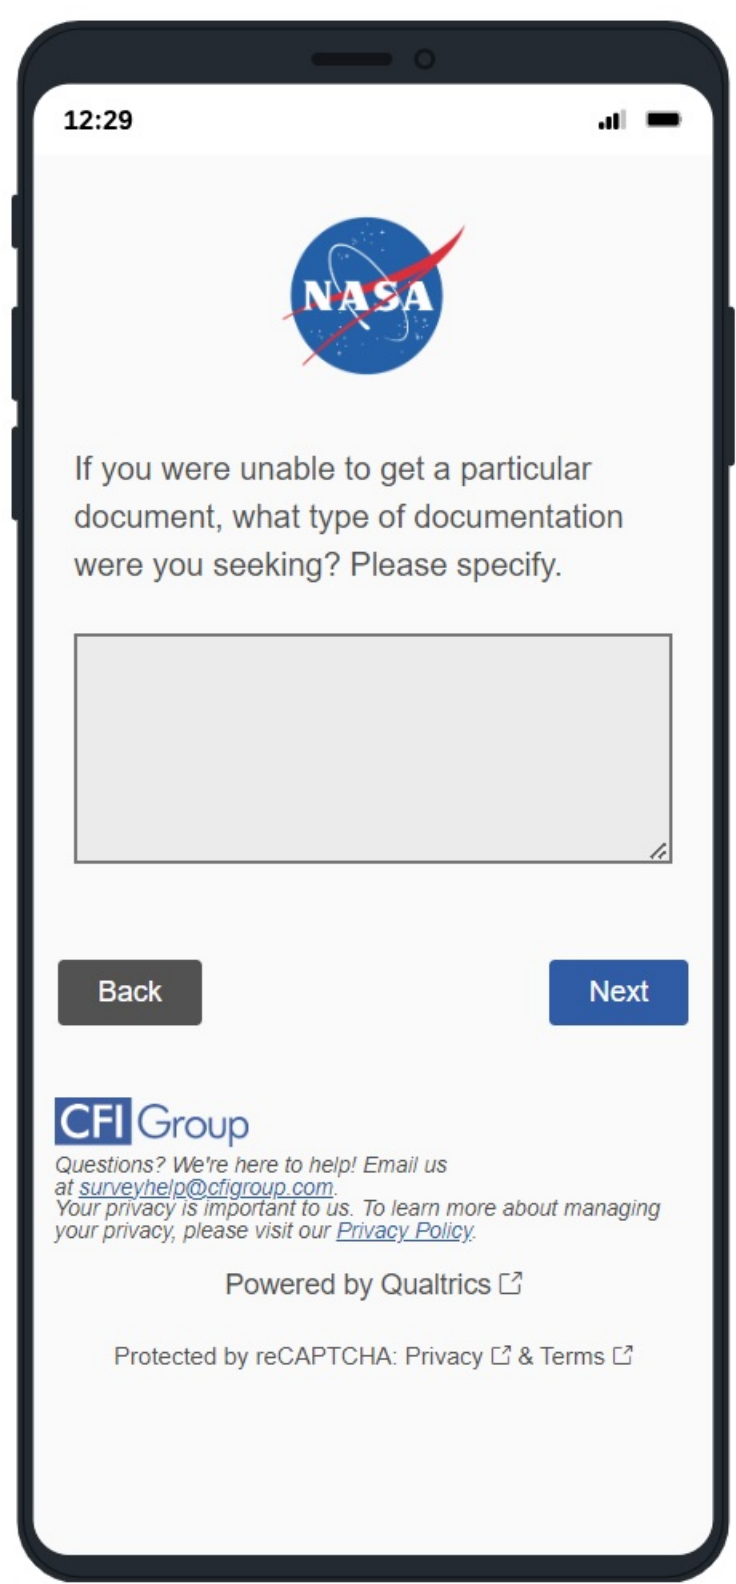 12:29
NASA
If you were unable to get a particular
document, what type of documentation
were you seeking? Please specify.
Back
Next
CFI Group
Questions? We're here to help! Email us
at surveyhelp@cfigroup.com.
Your privacy is important to us. To learn more about managing
your privacy, please visit our Privacy Policy.
Powered by Qualtrics
Protected by reCAPTCHA: Privacy & Terms